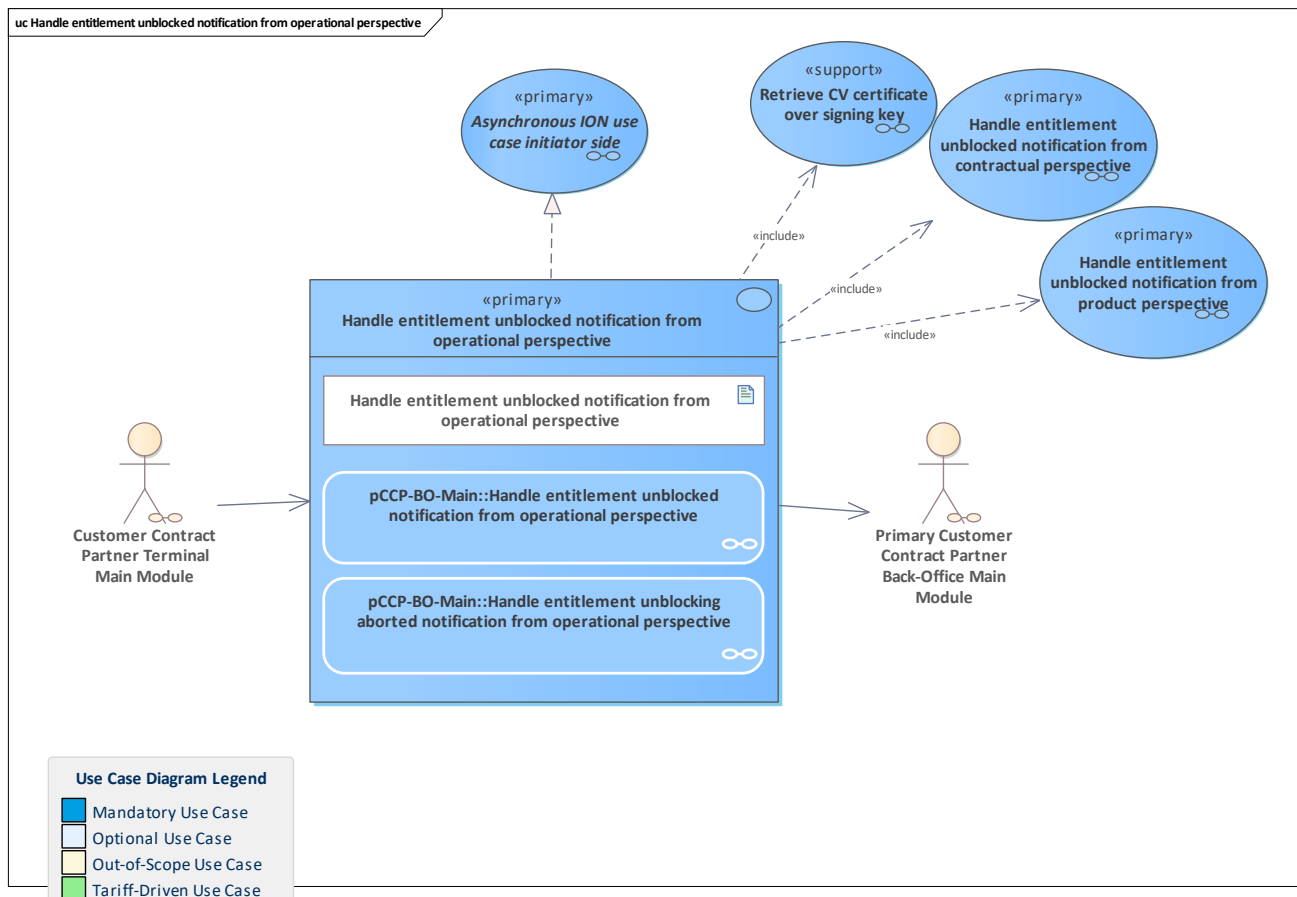 uc Handle entitlement unblocked notification from operational perspective
«primary»
Asynchronous ION use
case initiator side
«support»
Retrieve CV certificate
over signing key
«primary»
Handle entitlement
unblocked notification from
contractual perspective
«primary»
Handle entitlement
unblocked notification from
product perspective
«include»
«include»
«include»
«primary»
Handle entitlement unblocked notification from
operational perspective
Handle entitlement unblocked notification from
operational perspective
pCCP-BO-Main::Handle entitlement unblocked
notification from operational perspective
pCCP-BO-Main::Handle entitlement unblocking
aborted notification from operational perspective
Customer Contract
Partner Terminal
Main Module
Primary Customer
Contract Partner
Back-Office Main
Module
Use Case Diagram Legend
Mandatory Use Case
Optional Use Case
Out-of-Scope Use Case
Tariff-Driven Use Case